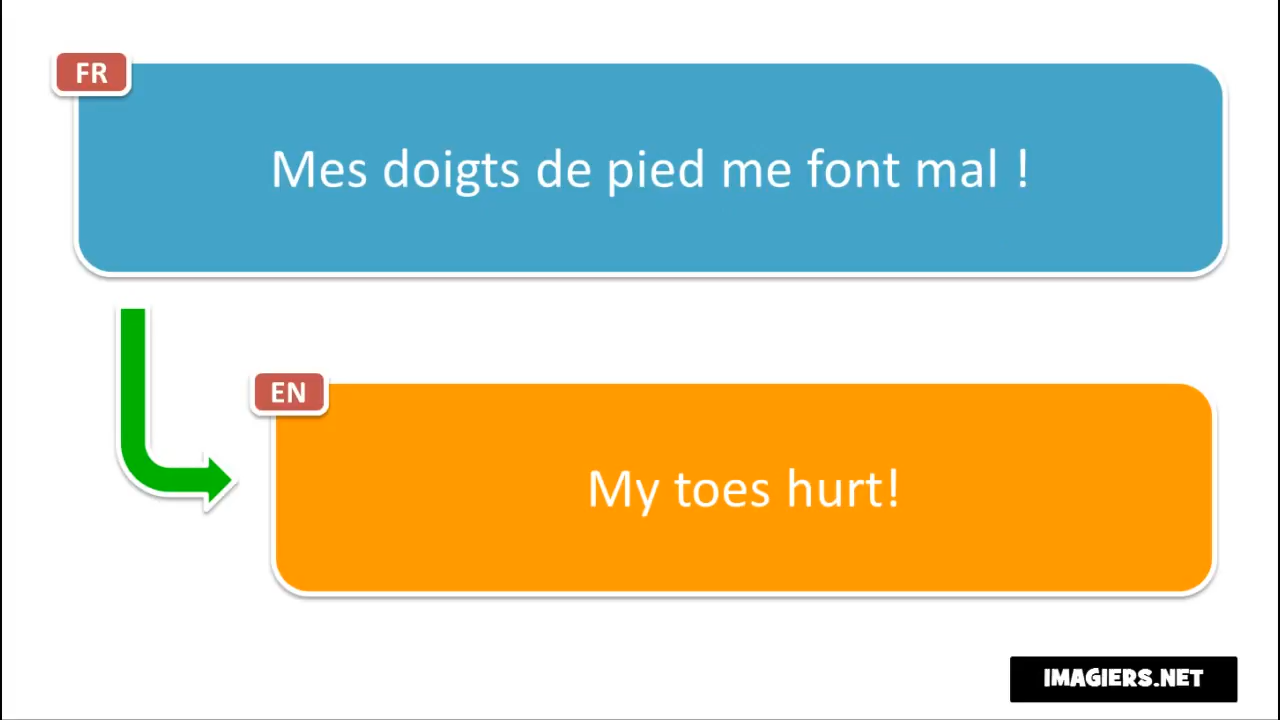 FR
Mes doigts de pied me font mal !
EN
My toes hurt!
IMAGIERS.NET